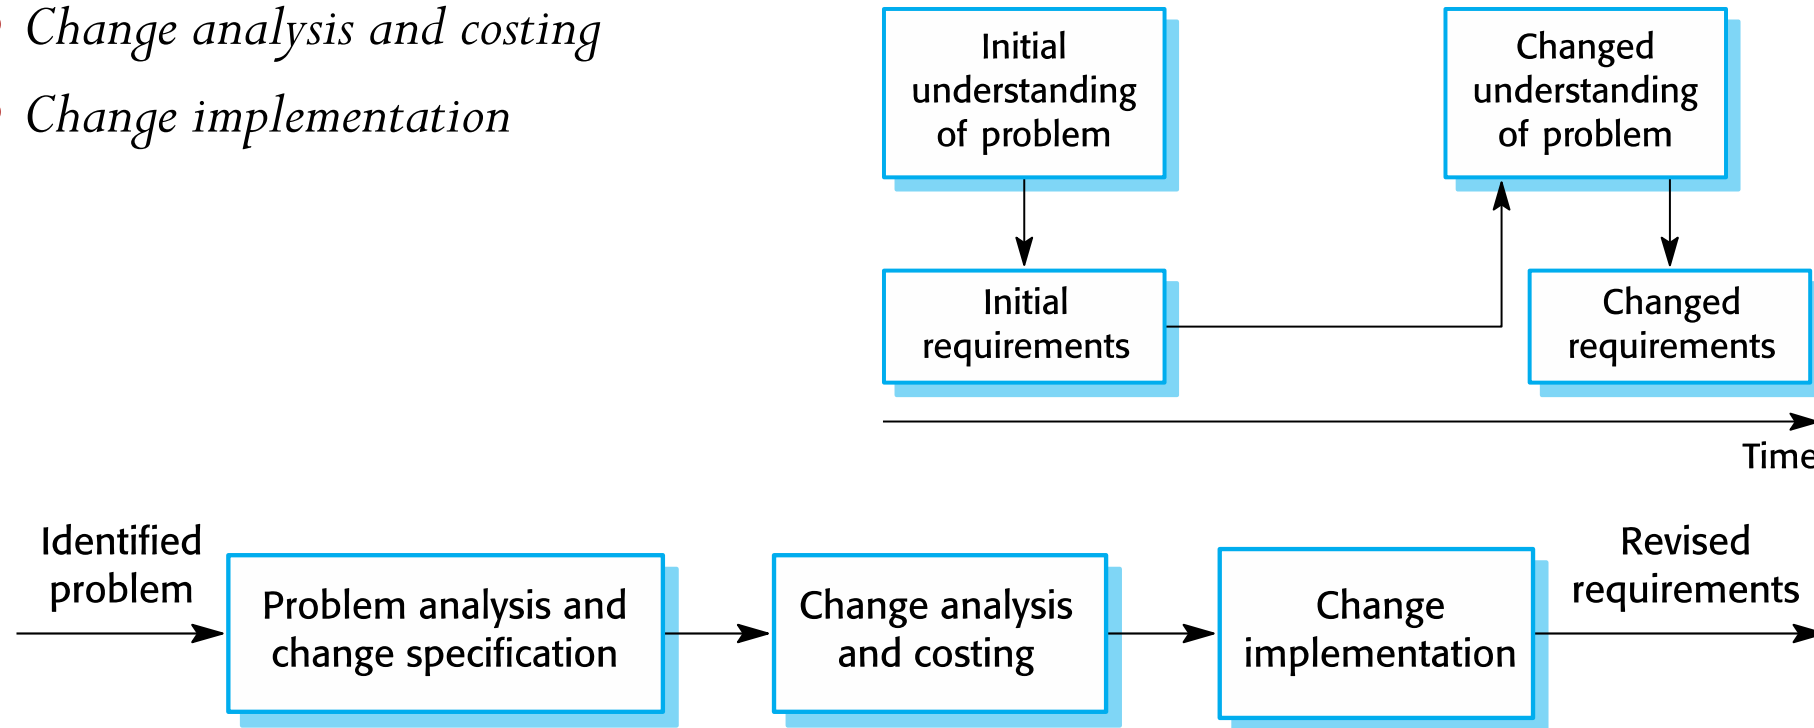 Change analysis and costing
Change implementation
Initial
understanding
of problem
Changed
understanding
of problem
Initial
requirements
Changed
requirements
Time
Identified
problem
Problem analysis and
change specification
Change analysis
and costing
Change
implementation
Revised
requirements